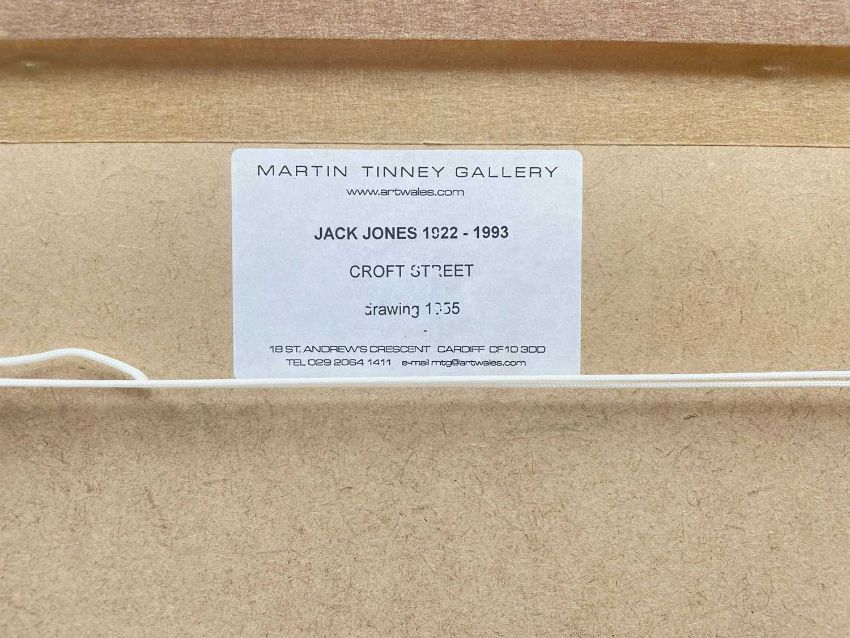 MARTIN TINNEY GALLERY
www.artwales.com
JACK JONES 1922 - 1993
CROFT STREET
drawing 1955
-
18 ST. ANDREW'S CRESCENT CARDIFF CF10 3DD
TEL 029 2064 1411 e-mail mtg@artwales.com